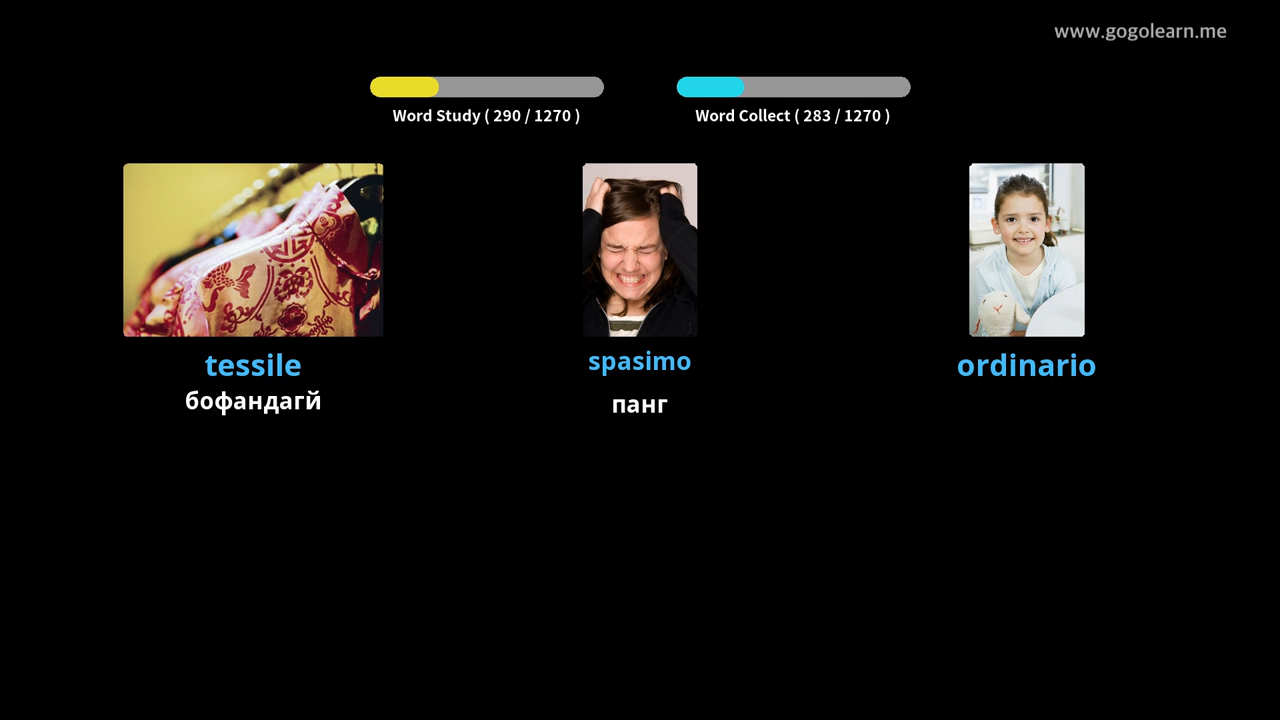 www.gogolearn.me
Word Study ( 290 / 1270 )
Word Collect ( 283 / 1270 )
tessile
бофандагӣ
spasimo
панг
ordinario